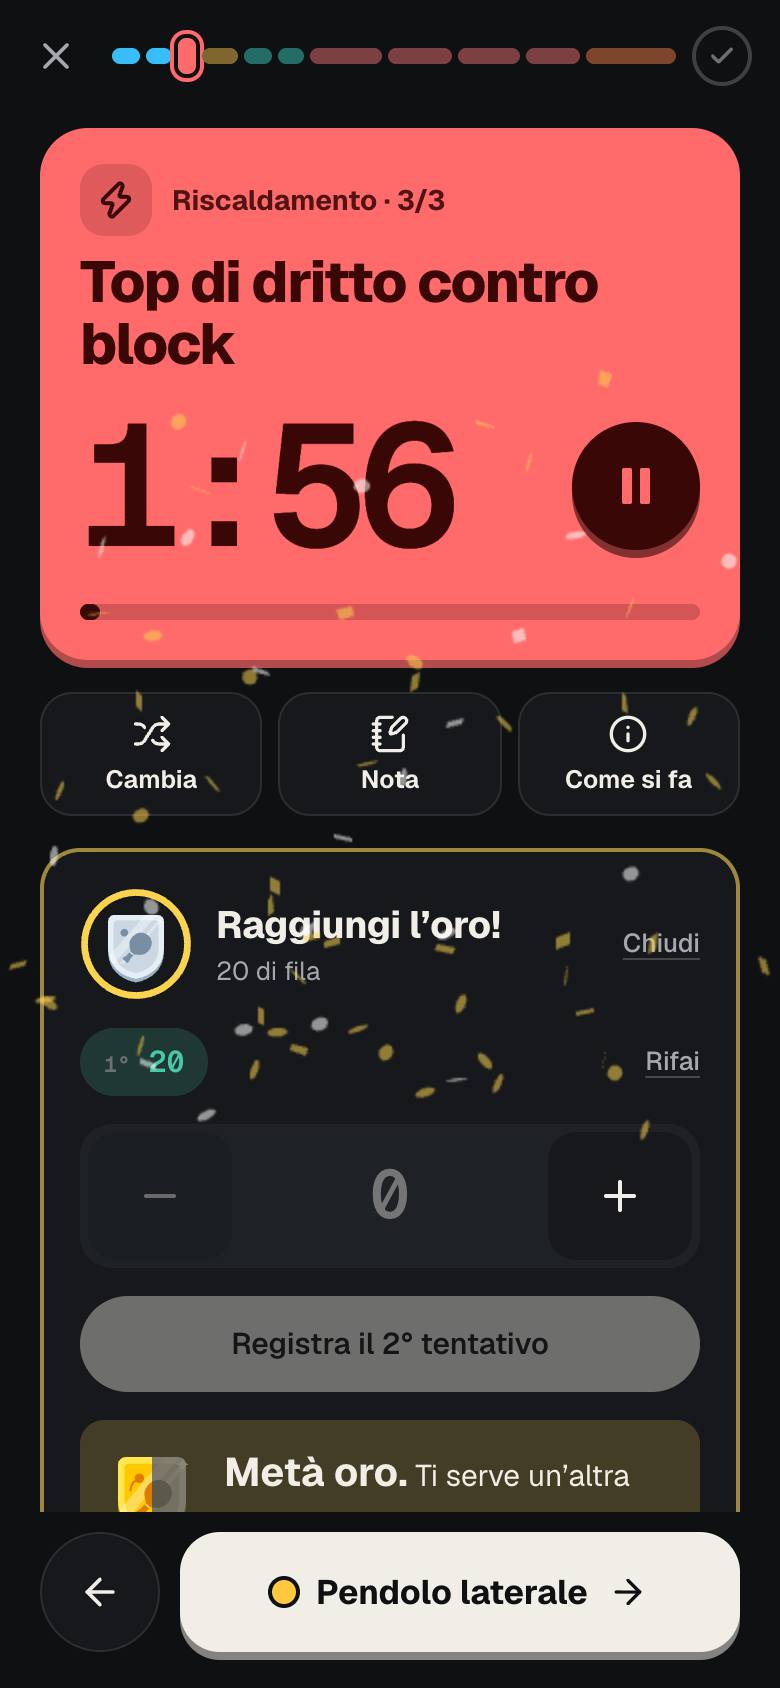 Riscaldamento · 3/3
Top di dritto contro
block
1:56
Cambia
Nota
Come si fa
Raggiungi l’oro!
Chiudi
20 di fila
1° 20
Rifai
0
Registra il 2° tentativo
Metà oro. Ti serve un’altra
Pendolo laterale